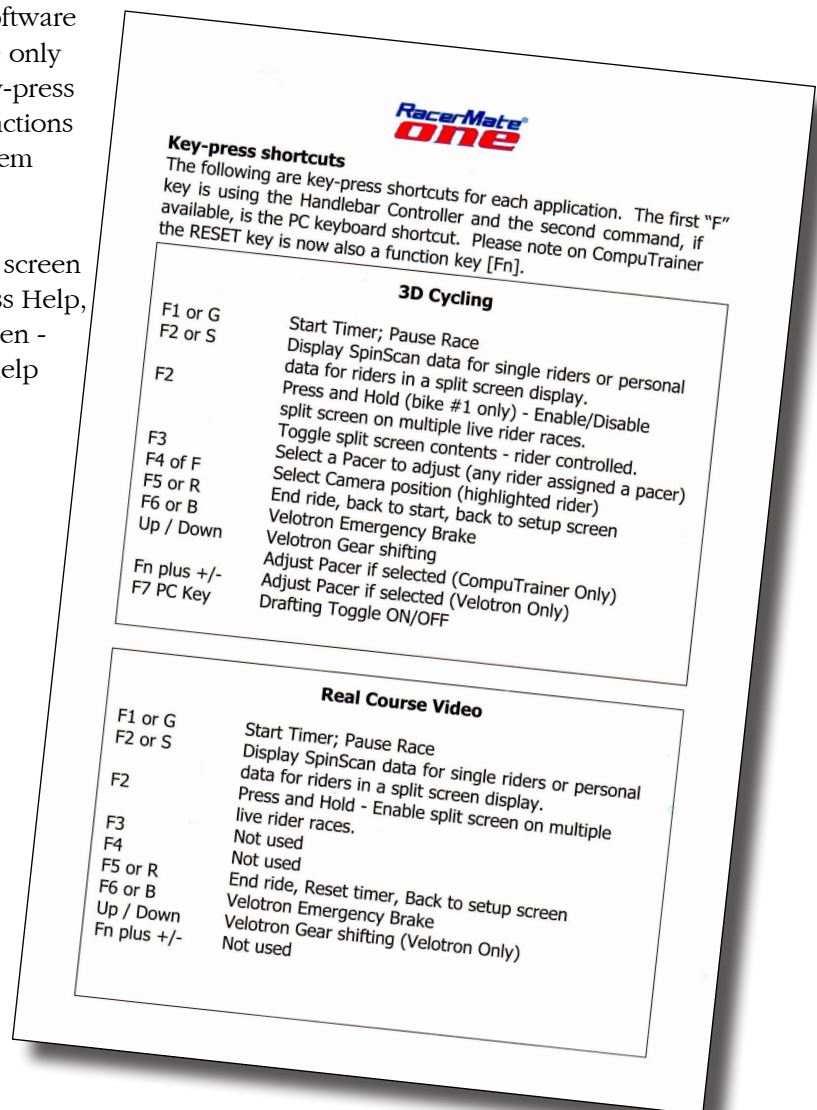 oftware
only
y-press
nctions
em
screen
ss Help,
en -
elp
RacerMate®
one
Key-press shortcuts
The following are key-press shortcuts for each application. The first "F"
key is using the Handlebar Controller and the second command, if
available, is the PC keyboard shortcut. Please note on CompuTrainer
the RESET key is now also a function key [Fn].
3D Cycling
F1 or G Start Timer; Pause Race
F2 or S Display SpinScan data for single riders or personal
data for riders in a split screen display.
F2 Press and Hold (bike #1 only) - Enable/Disable
split screen on multiple live rider races.
Toggle split screen contents - rider controlled.
F3 Select a Pacer to adjust (any rider assigned a pacer)
F4 of F Select Camera position (highlighted rider)
F5 or R End ride, back to start, back to setup screen
F6 or B Velotron Emergency Brake
Up / Down Velotron Gear shifting
Adjust Pacer if selected (CompuTrainer Only)
Fn plus +/- Adjust Pacer if selected (Velotron Only)
F7 PC Key Drafting Toggle ON/OFF
Real Course Video
F1 or G Start Timer; Pause Race
F2 or S Display SpinScan data for single riders or personal
data for riders in a split screen display.
F2 Press and Hold - Enable split screen on multiple
live rider races.
F3 Not used
F4 Not used
F5 or R End ride, Reset timer, Back to setup screen
F6 or B Velotron Emergency Brake
Up / Down Velotron Gear shifting (Velotron Only)
Fn plus +/- Not used